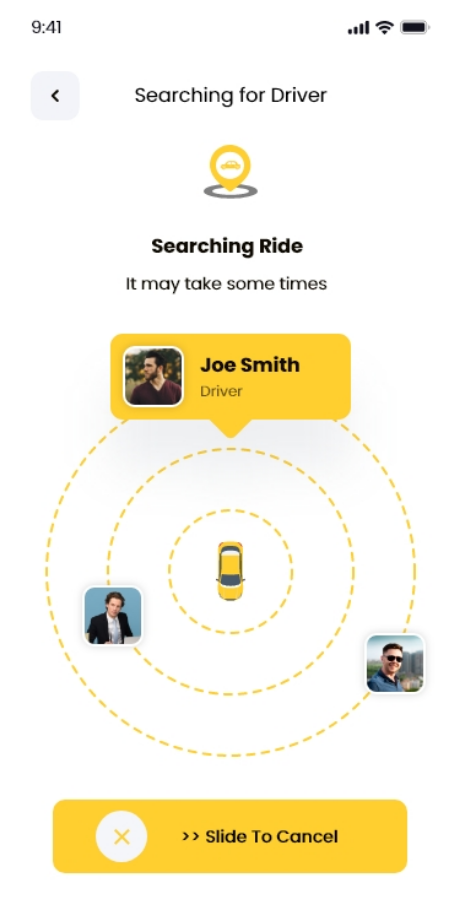 9:41
Searching for Driver
Searching Ride
It may take some times
Joe Smith
Driver
>> Slide To Cancel